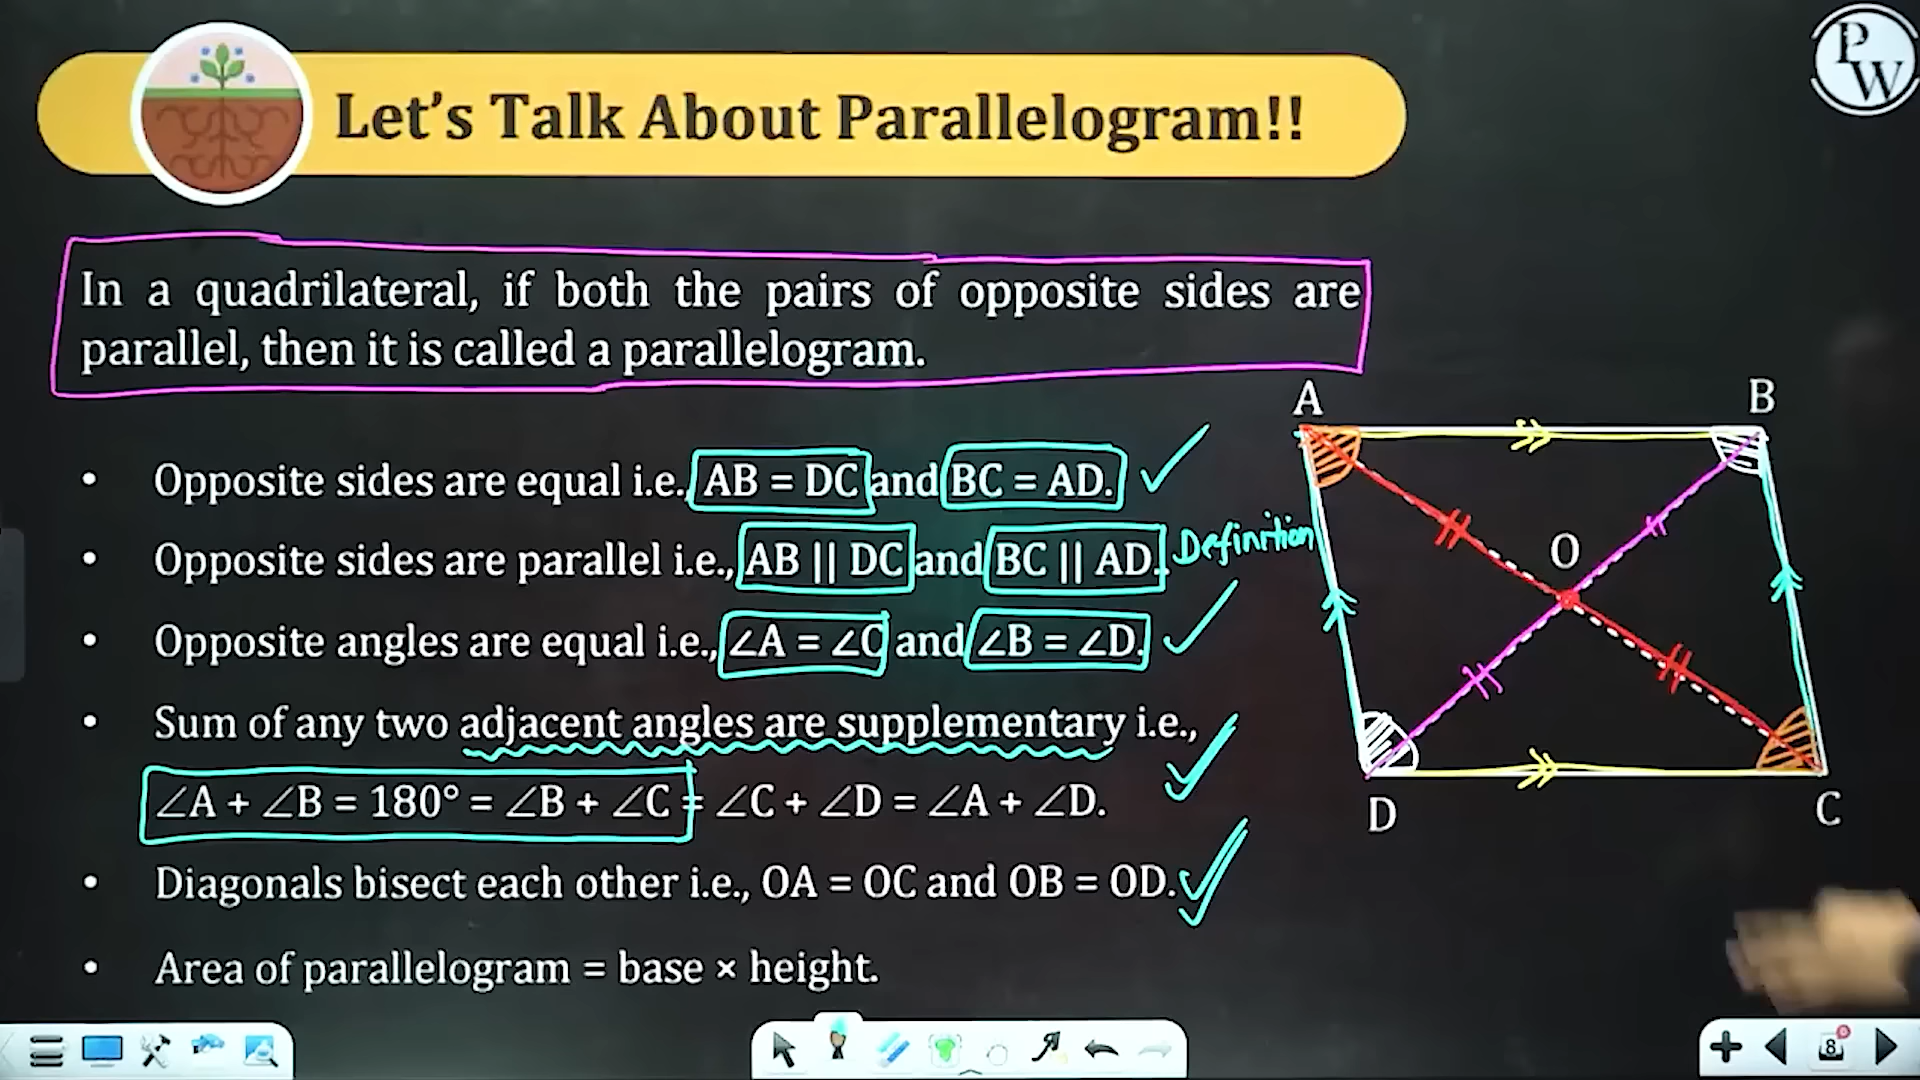 P
W
Let's Talk About Parallelogram!!
In a quadrilateral, if both the pairs of opposite sides are
parallel, then it is called a parallelogram.
• Opposite sides are equal i.e., AB = DC and BC = AD.
• Opposite sides are parallel i.e., AB || DC and BC || AD. Definition
• Opposite angles are equal i.e., ∠A = ∠C and ∠B = ∠D.
• Sum of any two adjacent angles are supplementary i.e.,
∠A + ∠B = 180° = ∠B + ∠C = ∠C + ∠D = ∠A + ∠D.
• Diagonals bisect each other i.e., OA = OC and OB = OD.
• Area of parallelogram = base × height.
A
B
O
D
C
8